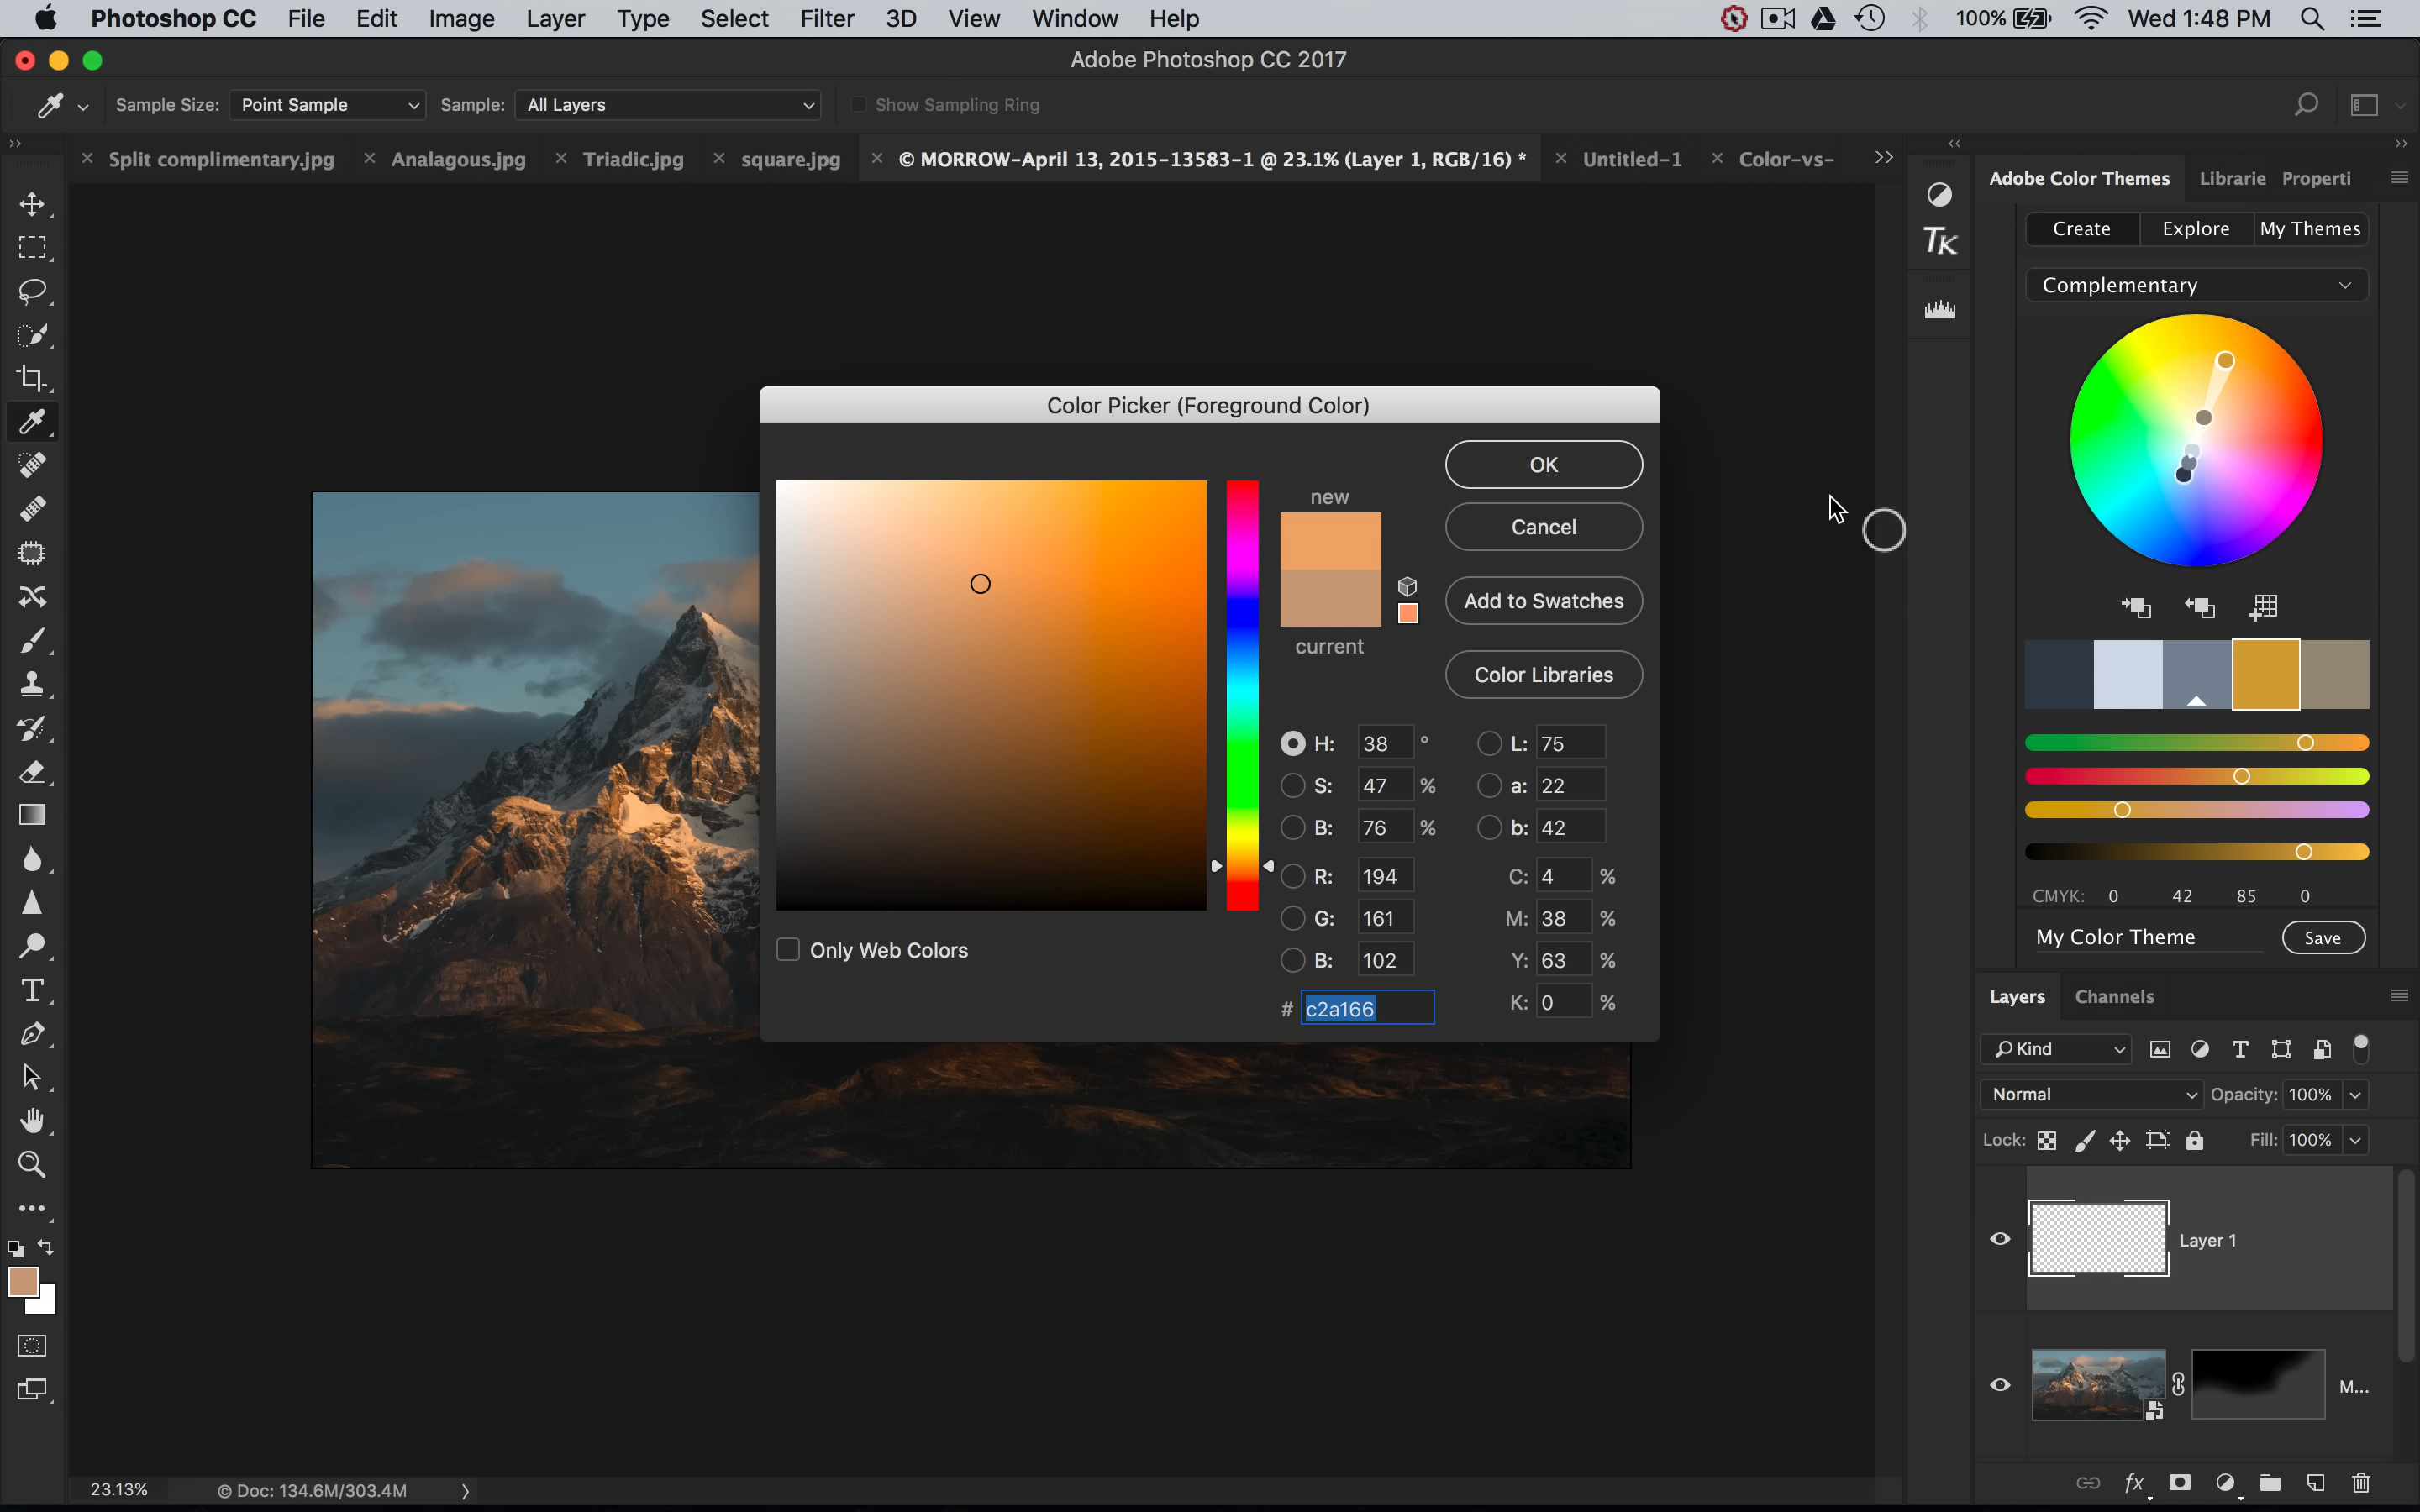 Photoshop CC File Edit Image Layer Type Select Filter 3D View Window Help 100% Wed 1:48 PM
Adobe Photoshop CC 2017
Sample Size: Point Sample Sample: All Layers Show Sampling Ring
Split complimentary.jpg Analagous.jpg Triadic.jpg square.jpg © MORROW-April 13, 2015-13583-1 @ 23.1% (Layer 1, RGB/16) * Untitled-1 Color-vs-
Adobe Color Themes Librarie Properti
TK
Create Explore My Themes
Complementary
Color Picker (Foreground Color)
new
current
OK
Cancel
Add to Swatches
Color Libraries
H: 38 ° L: 75
S: 47 % a: 22
B: 76 % b: 42
R: 194 C: 4 %
G: 161 M: 38 %
B: 102 Y: 63 %
# c2a166 K: 0 %
Only Web Colors
CMYK: 0 42 85 0
My Color Theme Save
Layers Channels
Kind
Normal Opacity: 100%
Lock: Fill: 100%
Layer 1
M...
fx
23.13% © Doc: 134.6M/303.4M